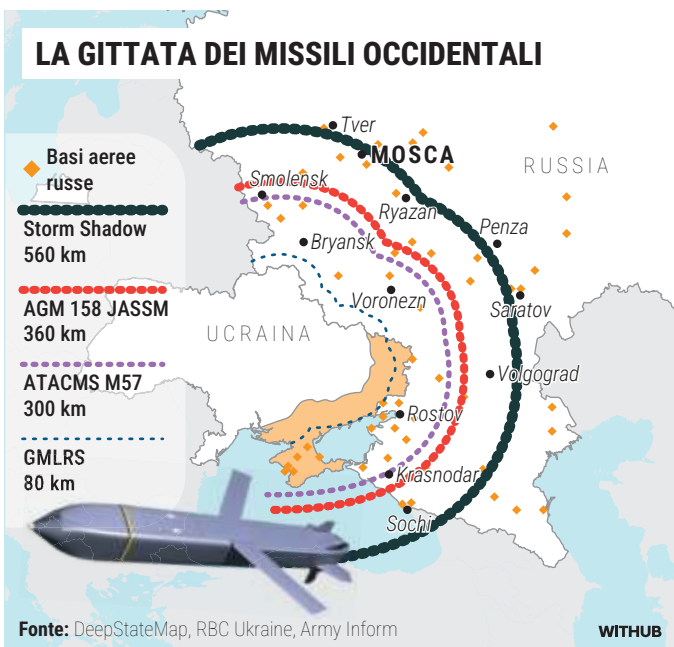 LA GITTATA DEI MISSILI OCCIDENTALI
Tver
MOSCA
RUSSIA
Basi aeree
russe
Smolensk
Ryazan
Penza
Storm Shadow
560 km
Bryansk
Voronezn
Saratov
AGM 158 JASSM
360 km
UCRAINA
ATACMS M57
300 km
Volgograd
Rostov
GMLRS
80 km
Krasnodar
Sochi
Fonte: DeepStateMap, RBC Ukraine, Army Inform
WITHUB